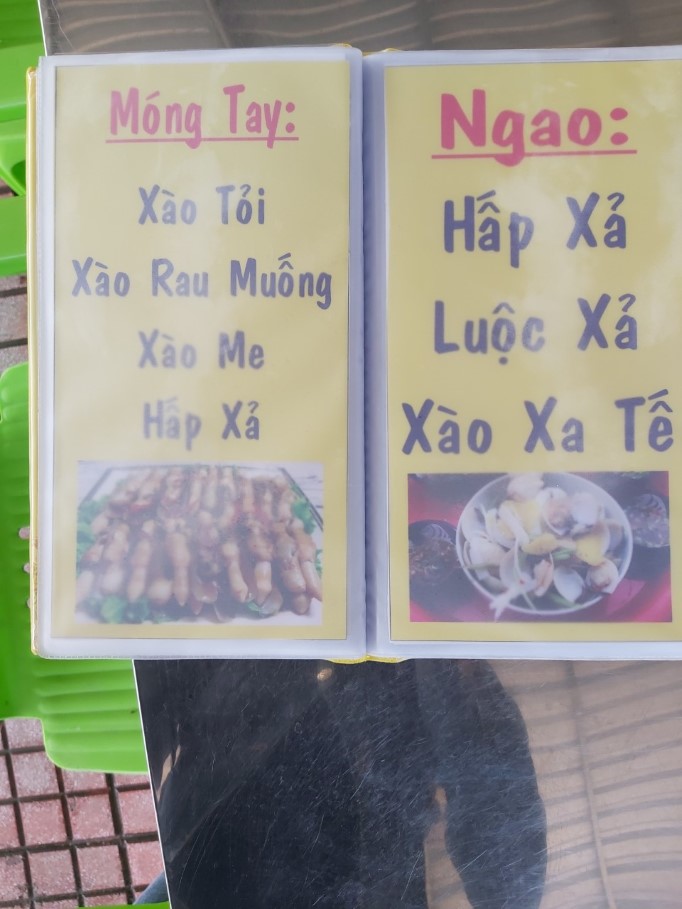 Móng Tay:
Xào Tỏi
Xào Rau Muống
Xào Me
Hấp Xả
Ngao:
Hấp Xả
Luộc Xả
Xào Xa Tế